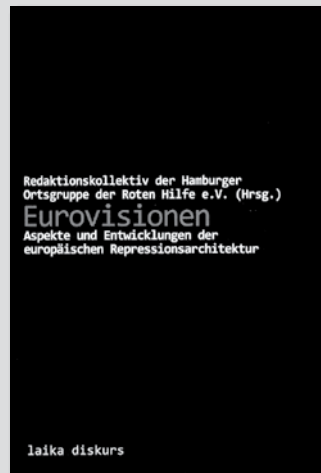 Redaktionskollektiv der Hamburger
Ortsgruppe der Roten Hilfe e.V. (Hrsg.)
Eurovisionen
Aspekte und Entwicklungen der
europäischen Repressionsarchitektur
laika diskurs